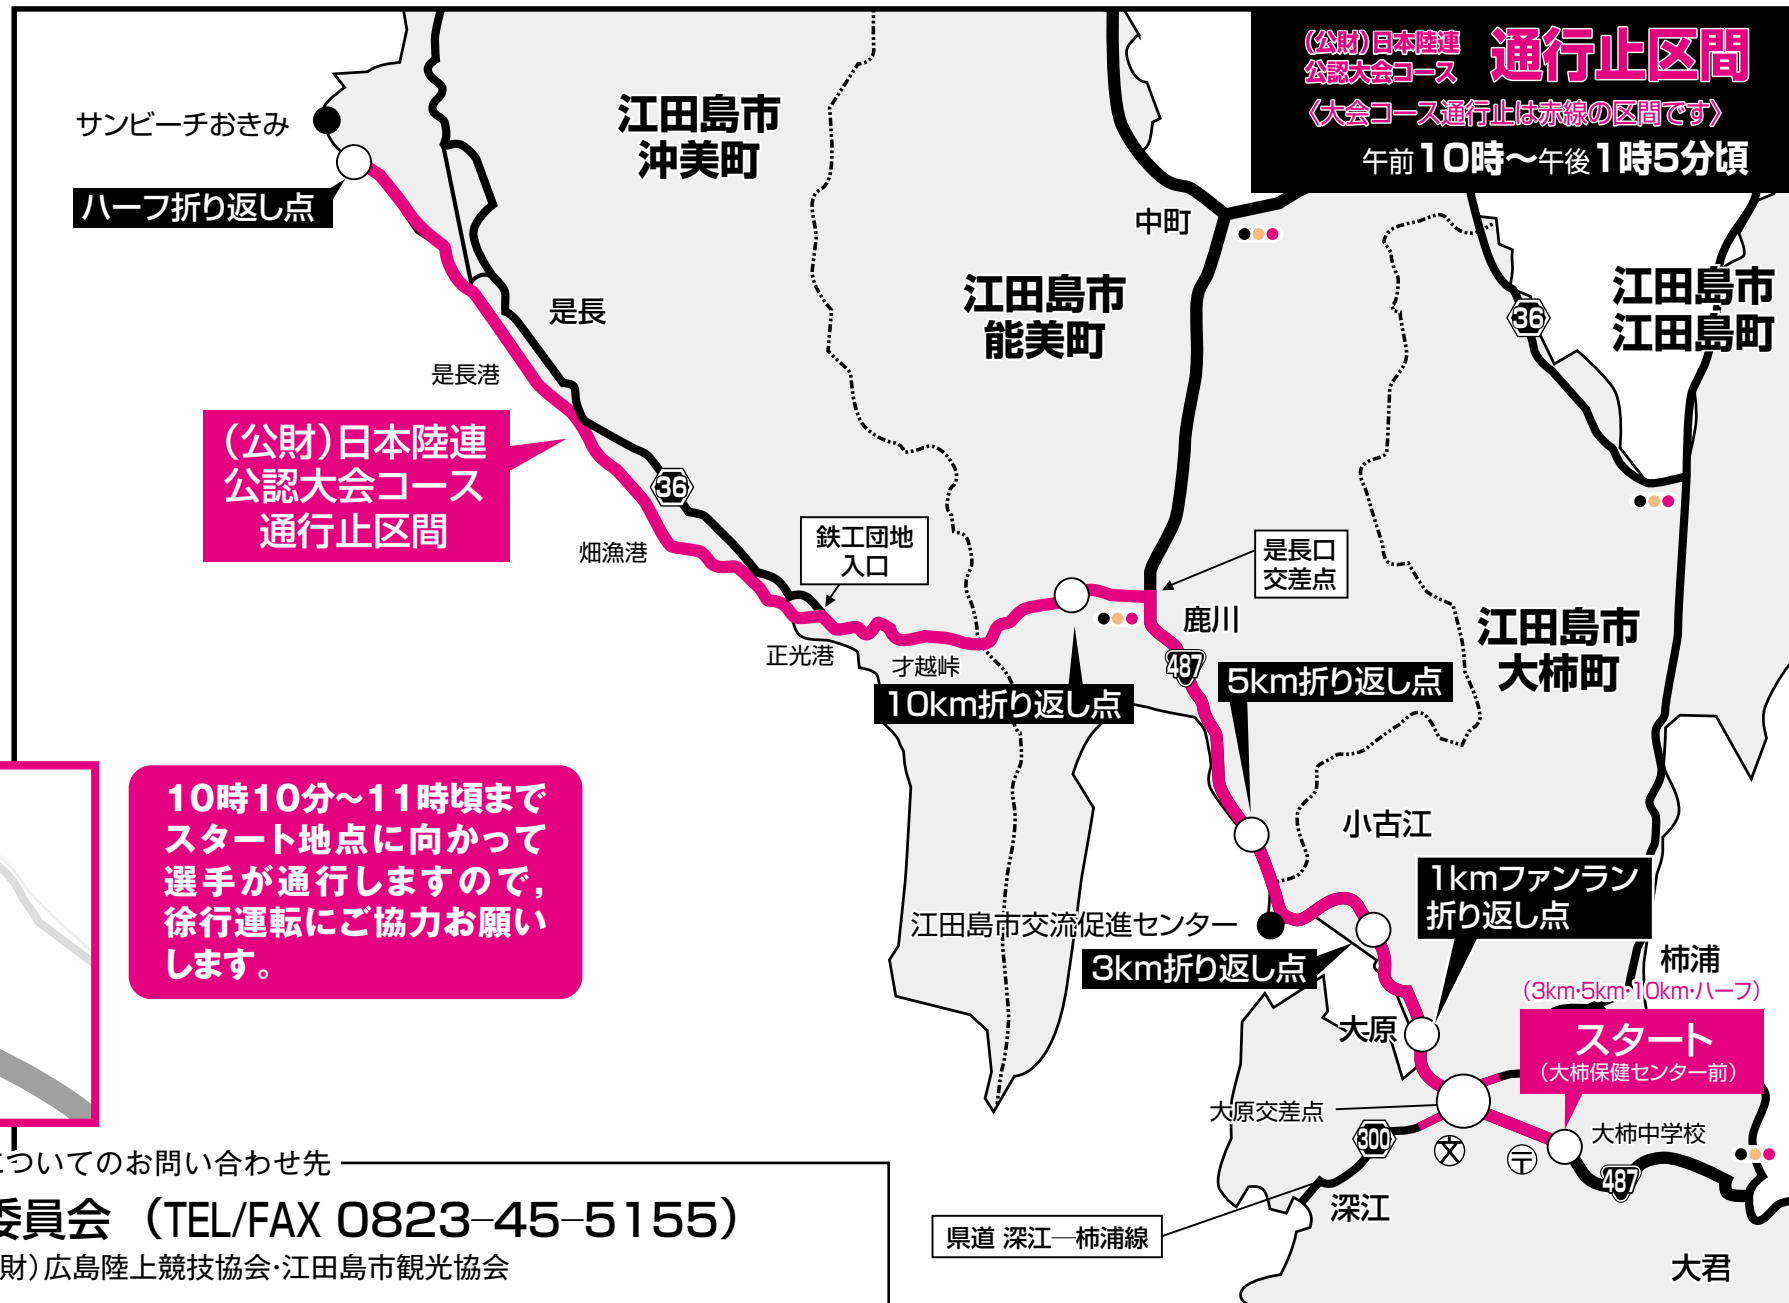 (公財)日本陸連
公認大会コース
通行止区間
〈大会コース通行止は赤線の区間です〉
午前10時〜午後1時5分頃
サンビーチおきみ
ハーフ折り返し点
江田島市
沖美町
中町
江田島市
能美町
江田島市
江田島町
36
是長
是長港
(公財)日本陸連
公認大会コース
通行止区間
36
畑漁港
鉄工団地
入口
是長口
交差点
鹿川
江田島市
大柿町
正光港
才越峠
487
10km折り返し点
5km折り返し点
10時10分〜11時頃まで
スタート地点に向かって
選手が通行しますので,
徐行運転にご協力お願い
します。
小古江
1kmファンラン
折り返し点
江田島市交流促進センター
3km折り返し点
柿浦
(3km·5km·10km·ハーフ)
スタート
(大柿保健センター前)
大原
大原交差点
300
文
〒
大柿中学校
487
深江
県道 深江―柿浦線
大君
についてのお問い合わせ先
委員会 (TEL/FAX 0823–45–5155)
財)広島陸上競技協会·江田島市観光協会